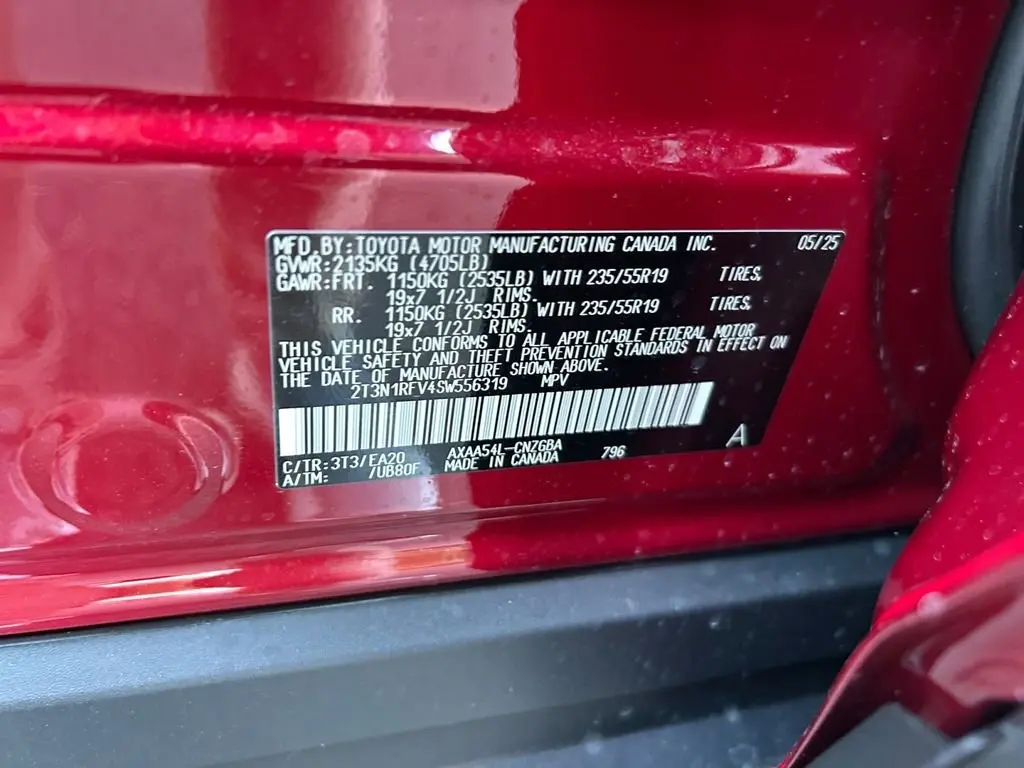 MFD.BY:TOYOTA MOTOR MANUFACTURING CANADA INC. 05/25
GVWR:2135KG (4705LB)
GAWR:FRT. 1150KG (2535LB) WITH 235/55R19 TIRES,
19x7 1/2J RIMS.
RR. 1150KG (2535LB) WITH 235/55R19 TIRES,
19x7 1/2J RIMS.
THIS VEHICLE CONFORMS TO ALL APPLICABLE FEDERAL MOTOR
VEHICLE SAFETY AND THEFT PREVENTION STANDARDS IN EFFECT ON
THE DATE OF MANUFACTURE SHOWN ABOVE.
2T3N1RFV4SW556319 MPV
A
C/TR:3T3/EA20 AXAA54L-CNZGBA 796
A/TM: /UB80F MADE IN CANADA